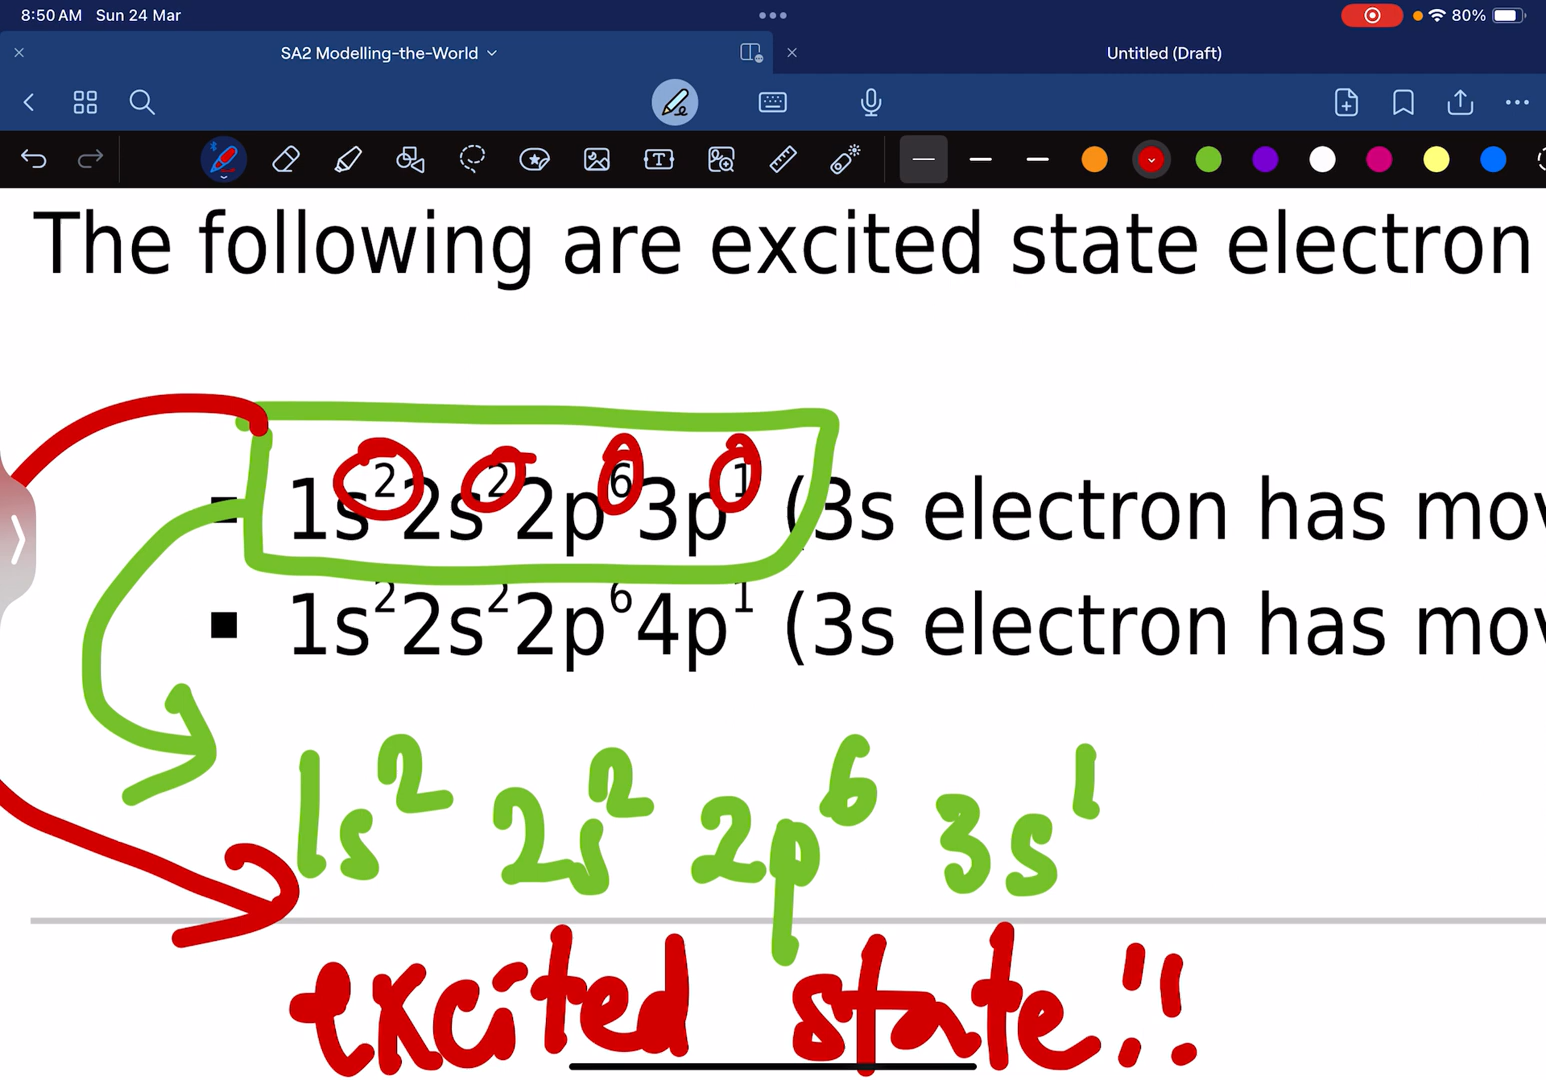 8:50 AM Sun 24 Mar
80%
SA2 Modelling-the-World
Untitled (Draft)
T
The following are excited state electron
1s²2s²2p⁶3p¹ (3s electron has mov
1s²2s²2p⁶4p¹ (3s electron has mov
1s² 2s² 2p⁶ 3s¹
excited state!!